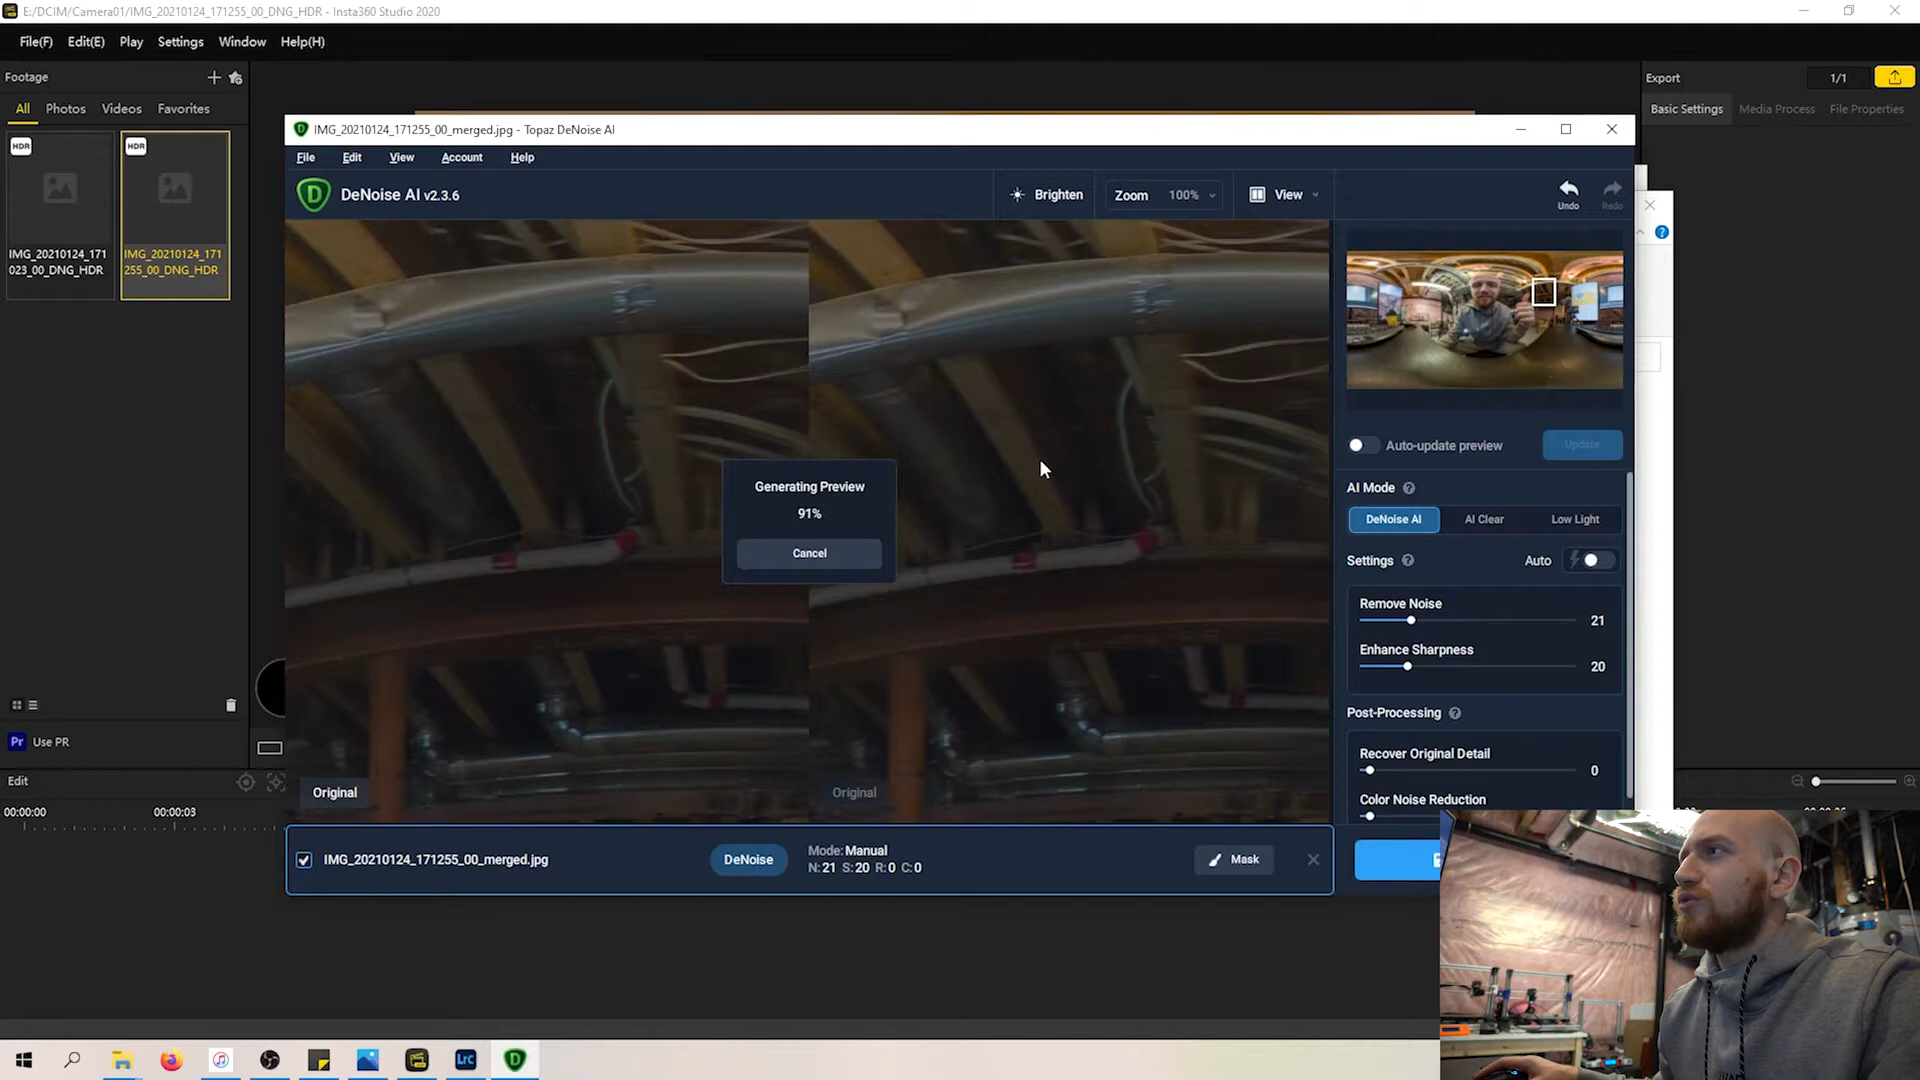 E:/DCIM/Camera01/IMG_20210124_171255_00_DNG_HDR - Insta360 Studio 2020
File(F) Edit(E) Play Settings Window Help(H)
Footage
Export 1/1
All Photos Videos Favorites
Basic Settings Media Process File Properties
HDR HDR
IMG_20210124_171
023_00_DNG_HDR
IMG_20210124_171
255_00_DNG_HDR
IMG_20210124_171255_00_merged.jpg - Topaz DeNoise AI
File Edit View Account Help
DeNoise AI v2.3.6
Brighten Zoom 100% View
Undo Redo
Auto-update preview Update
Generating Preview
91%
Cancel
AI Mode
DeNoise AI AI Clear Low Light
Settings Auto
Remove Noise
21
Enhance Sharpness
20
Post-Processing
Recover Original Detail
0
Color Noise Reduction
Original Original
IMG_20210124_171255_00_merged.jpg DeNoise
Mode: Manual
N:21 S:20 R:0 C:0
Mask
Pr Use PR
Edit
00:00:00 00:00:03
Lrc